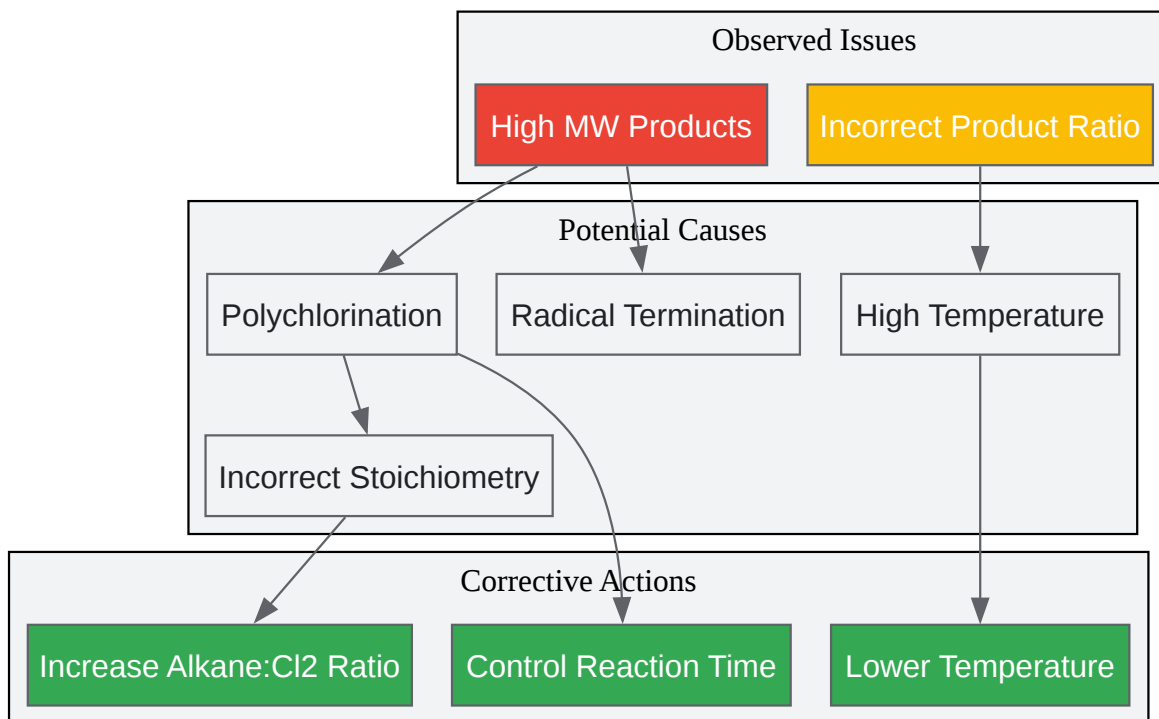 Observed Issues
High MW Products
Incorrect Product Ratio
Potential Causes
Polychlorination
Radical Termination
High Temperature
Incorrect Stoichiometry
Corrective Actions
Increase Alkane:Cl2 Ratio
Control Reaction Time
Lower Temperature